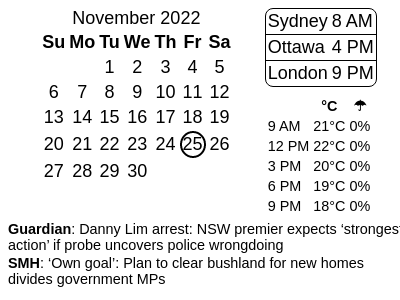 November 2022
Su Mo Tu We Th Fr Sa
1 2 3 4 5
6 7 8 9 10 11 12
13 14 15 16 17 18 19
20 21 22 23 24 25 26
27 28 29 30
Sydney 8 AM
Ottawa 4 PM
London 9 PM
°C ☂
9 AM 21°C 0%
12 PM 22°C 0%
3 PM 20°C 0%
6 PM 19°C 0%
9 PM 18°C 0%
Guardian: Danny Lim arrest: NSW premier expects ‘strongest
action’ if probe uncovers police wrongdoing
SMH: ‘Own goal’: Plan to clear bushland for new homes
divides government MPs